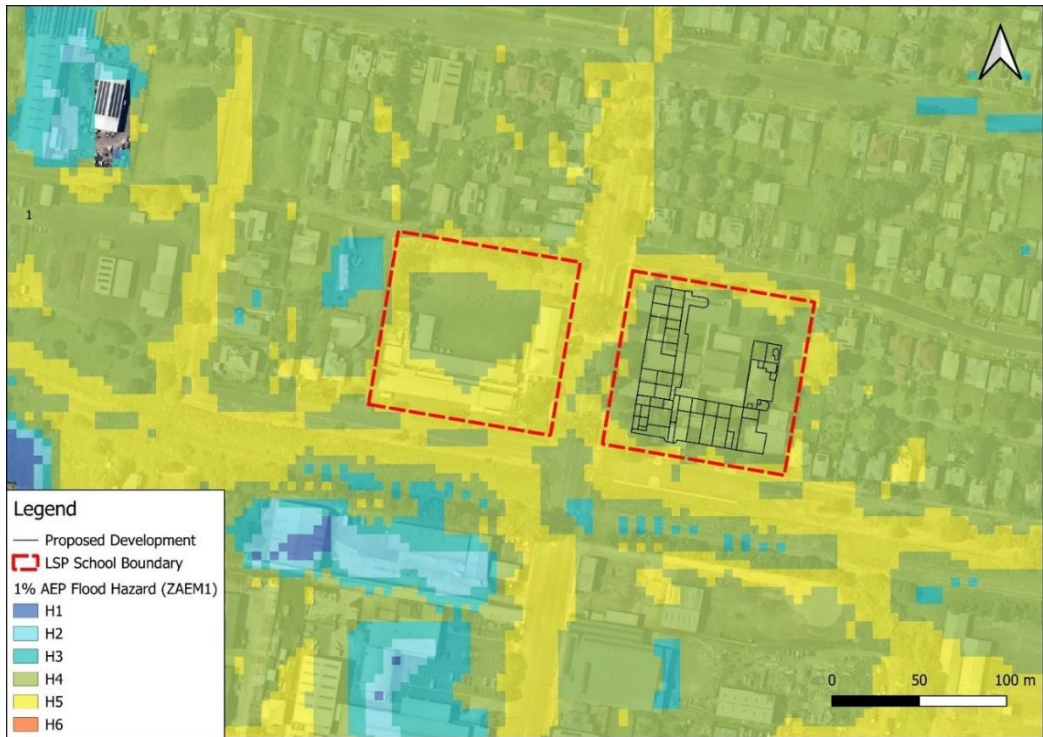 1
Legend
Proposed Development
LSP School Boundary
1% AEP Flood Hazard (ZAEM1)
H1
H2
H3
H4
H5
H6
0 50 100 m